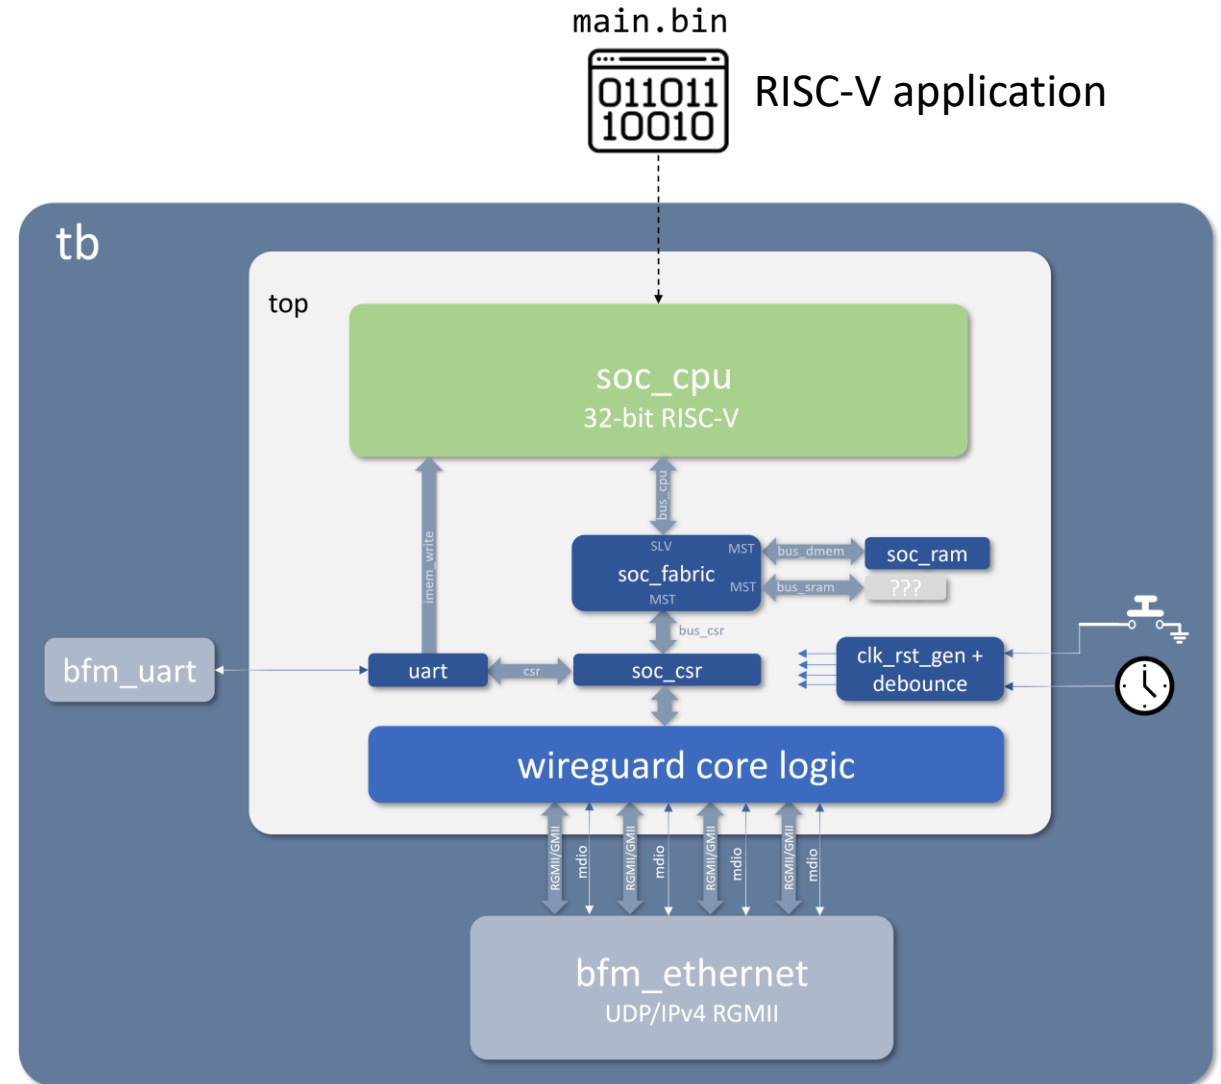 main.bin
011011
10010
RISC-V application
tb
top
soc_cpu
32-bit RISC-V
imem_write
bus_cpu
SLV
MST
soc_fabric
MST
MST
bus_dmem
soc_ram
bus_sram
???
bus_csr
bfm_uart
uart
csr
soc_csr
clk_rst_gen +
debounce
wireguard core logic
RGMII/GMII
mdio
RGMII/GMII
mdio
RGMII/GMII
mdio
RGMII/GMII
mdio
bfm_ethernet
UDP/IPv4 RGMII